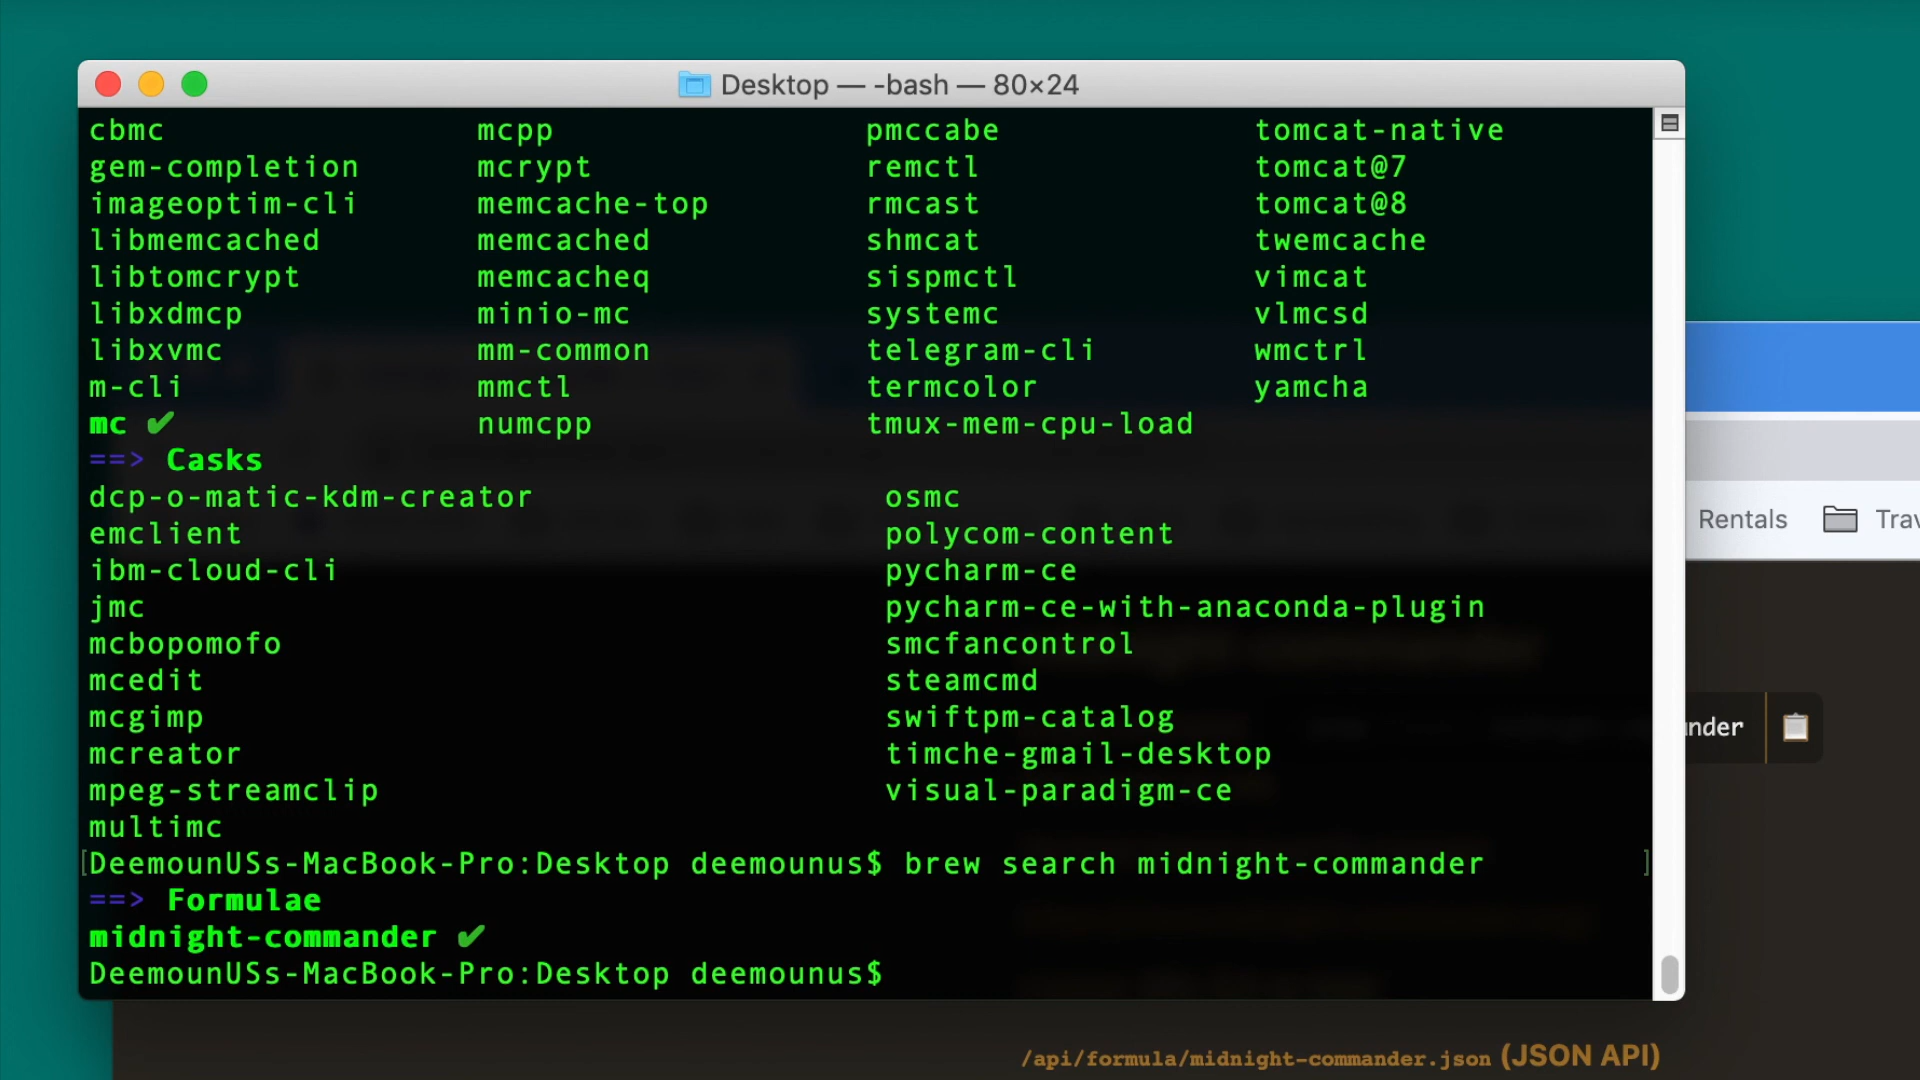 Desktop — -bash — 80×24
cbmc mcpp pmccabe tomcat-native
gem-completion mcrypt remctl tomcat@7
imageoptim-cli memcache-top rmcast tomcat@8
libmemcached memcached shmcat twemcache
libtomcrypt memcacheq sispmctl vimcat
libxdmcp minio-mc systemc vlmcsd
libxvmc mm-common telegram-cli wmctrl
m-cli mmctl termcolor yamcha
mc ✔ numcpp tmux-mem-cpu-load
==> Casks
dcp-o-matic-kdm-creator osmc
emclient polycom-content
ibm-cloud-cli pycharm-ce
jmc pycharm-ce-with-anaconda-plugin
mcbopomofo smcfancontrol
mcedit steamcmd
mcgimp swiftpm-catalog
mcreator timche-gmail-desktop
mpeg-streamclip visual-paradigm-ce
multimc
[DeemounUSs-MacBook-Pro:Desktop deemounus$ brew search midnight-commander ]
==> Formulae
midnight-commander ✔
DeemounUSs-MacBook-Pro:Desktop deemounus$
Rentals
/api/formula/midnight-commander.json (JSON API)